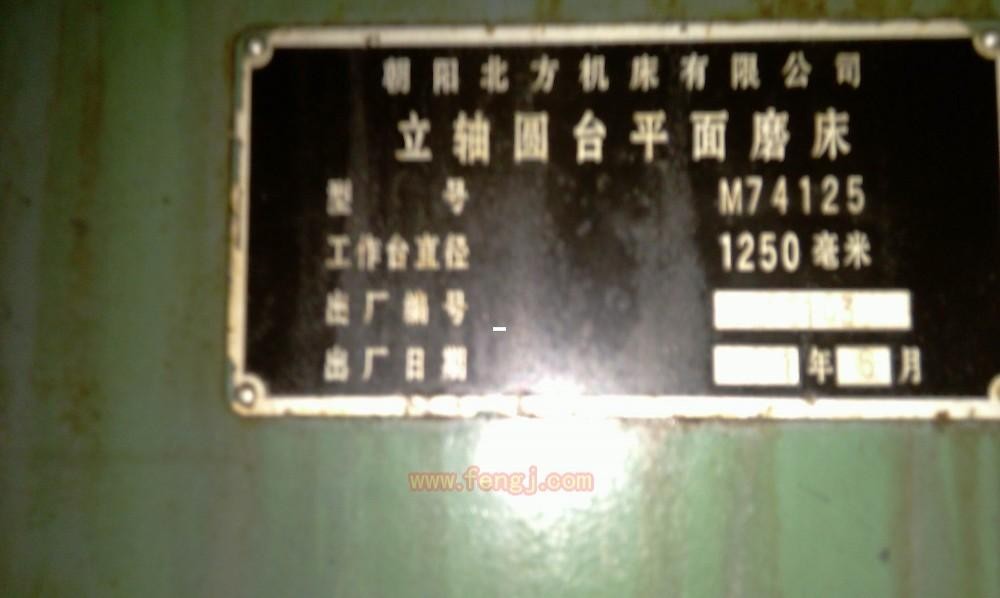 朝阳北方机床有限公司
立轴圆台平面磨床
型号 M74125
工作台直径 1250毫米
出厂编号
出厂日期 年 6 月
www.fengj.com